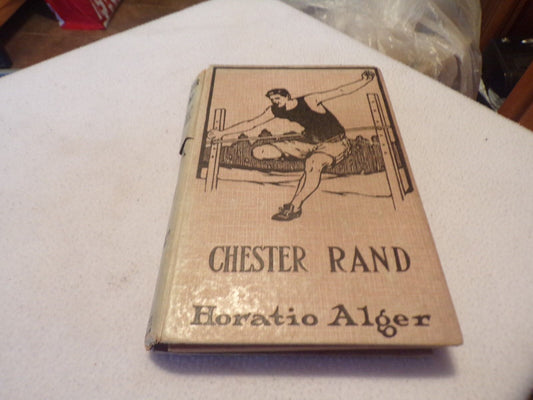 CHESTER RAND
Horatio Alger